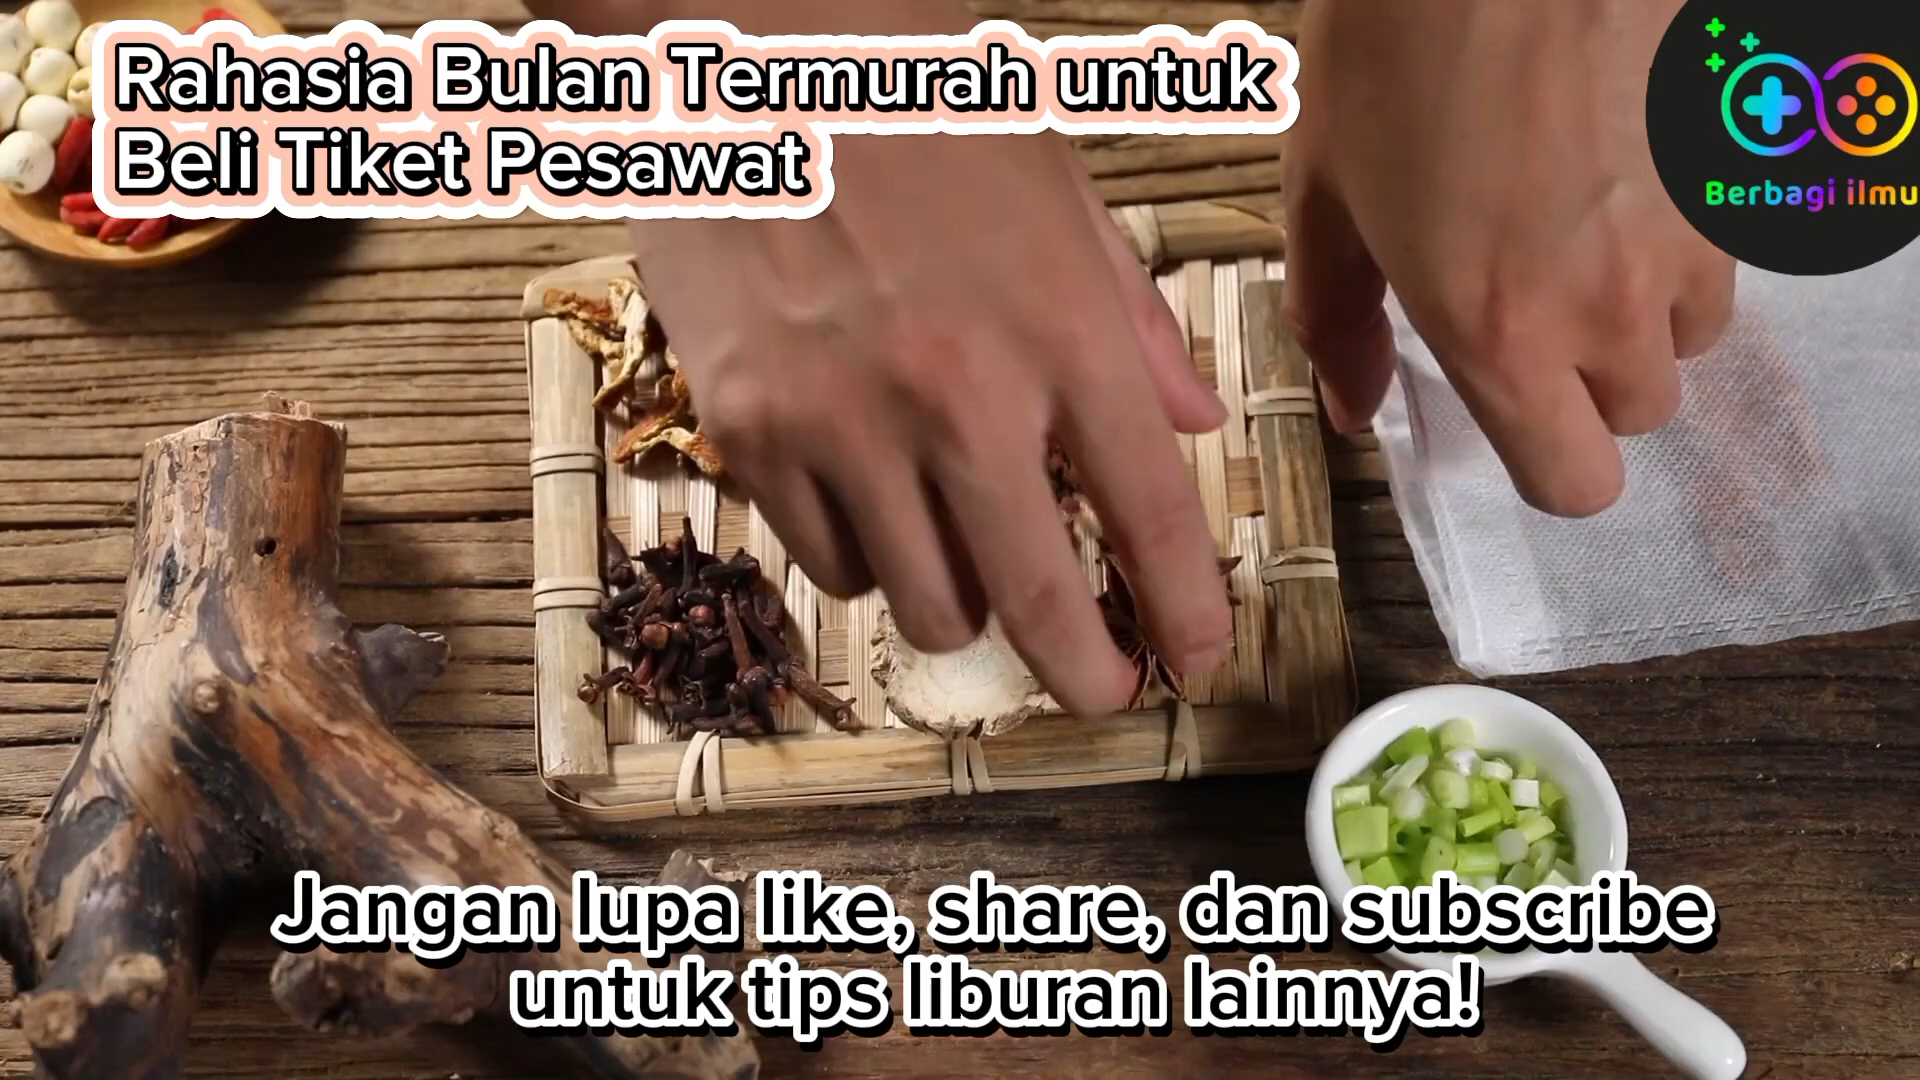 Rahasia Bulan Termurah untuk
Beli Tiket Pesawat
Berbagi ilmu
Jangan lupa like, share, dan subscribe
untuk tips liburan lainnya!